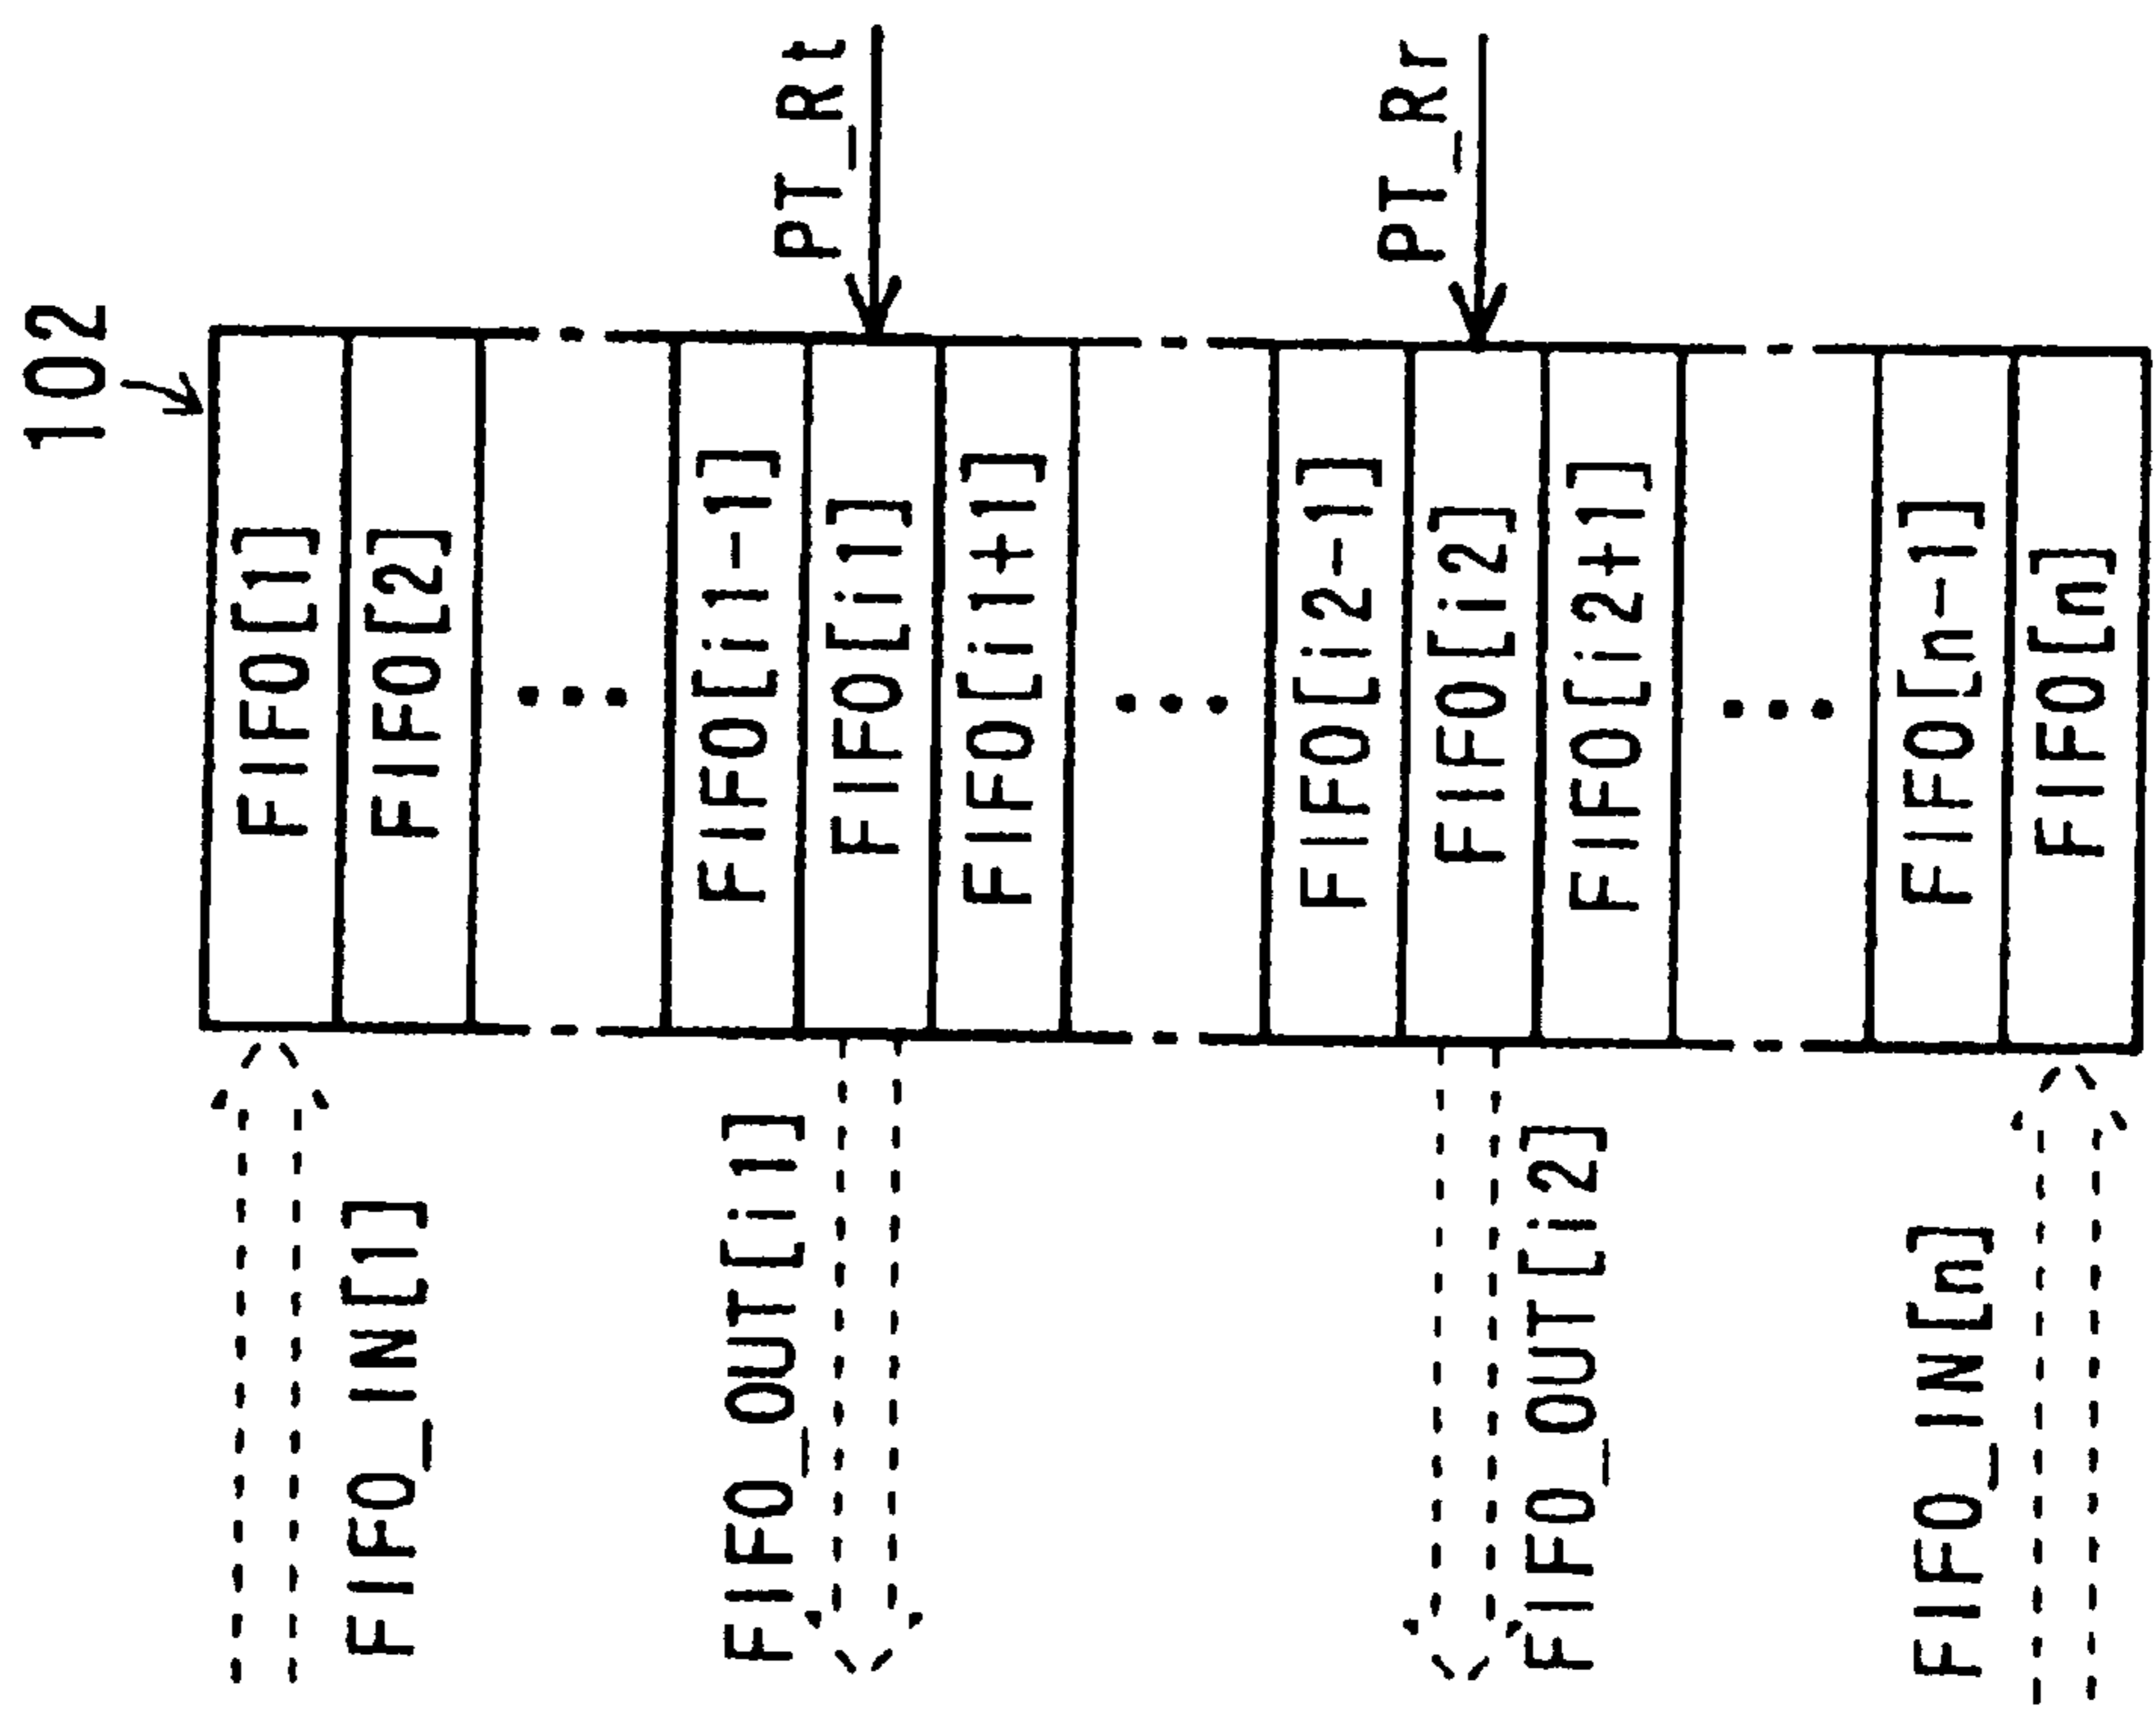 102
FIFO[1]
FIFO[2]
FIFO[i1-1]
FIFO[i1]
FIFO[i1+1]
FIFO[i2-1]
FIFO[i2]
FIFO[i2+1]
FIFO[n-1]
FIFO[n]
PT_Rt
PT_Rr
FIFO_IN[1]
FIFO_OUT[i1]
FIFO_OUT[i2]
FIFO_IN[n]